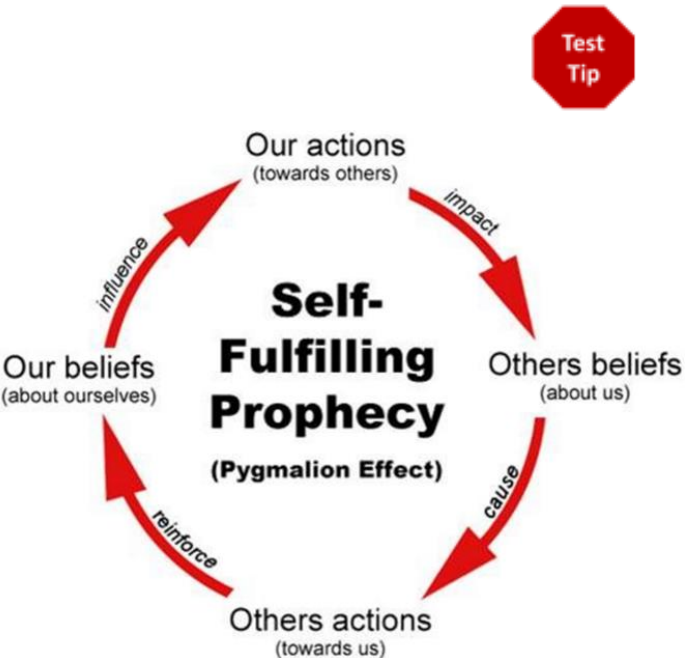 Test
Tip
Our actions
(towards others)
impact
influence
Self-
Fulfilling
Prophecy
(Pygmalion Effect)
Our beliefs
(about ourselves)
Others beliefs
(about us)
cause
reinforce
Others actions
(towards us)